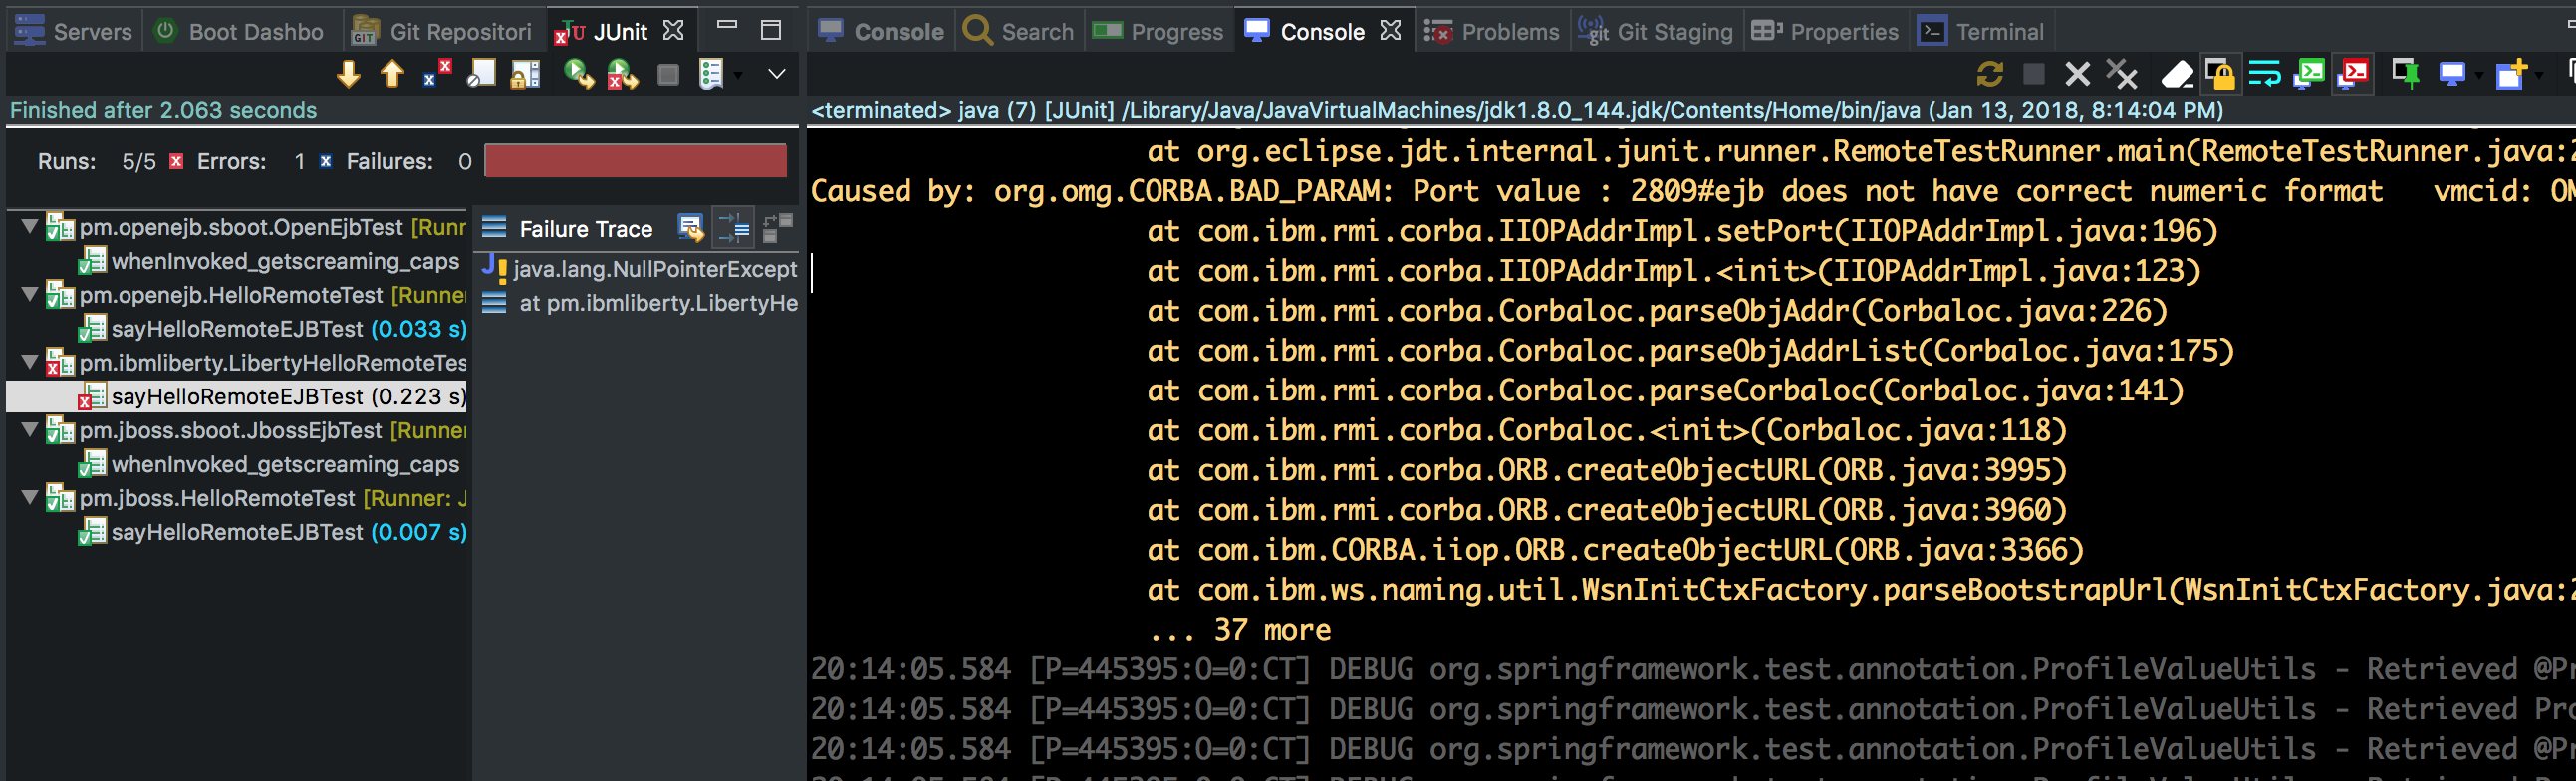 Servers Boot Dashbo Git Repositori JUnit
Finished after 2.063 seconds
Runs: 5/5 Errors: 1 Failures: 0
pm.openejb.sboot.OpenEjbTest [Runr
whenInvoked_getscreaming_caps
pm.openejb.HelloRemoteTest [Runner
sayHelloRemoteEJBTest (0.033 s)
pm.ibmliberty.LibertyHelloRemoteTes
sayHelloRemoteEJBTest (0.223 s)
pm.jboss.sboot.JbossEjbTest [Runner
whenInvoked_getscreaming_caps
pm.jboss.HelloRemoteTest [Runner: J
sayHelloRemoteEJBTest (0.007 s)
Failure Trace
java.lang.NullPointerExcept
at pm.ibmliberty.LibertyHe
Console Search Progress Console Problems Git Staging Properties Terminal
<terminated> java (7) [JUnit] /Library/Java/JavaVirtualMachines/jdk1.8.0_144.jdk/Contents/Home/bin/java (Jan 13, 2018, 8:14:04 PM)
at org.eclipse.jdt.internal.junit.runner.RemoteTestRunner.main(RemoteTestRunner.java:2
Caused by: org.omg.CORBA.BAD_PARAM: Port value : 2809#ejb does not have correct numeric format vmcid: OM
at com.ibm.rmi.corba.IIOPAddrImpl.setPort(IIOPAddrImpl.java:196)
at com.ibm.rmi.corba.IIOPAddrImpl.<init>(IIOPAddrImpl.java:123)
at com.ibm.rmi.corba.Corbaloc.parseObjAddr(Corbaloc.java:226)
at com.ibm.rmi.corba.Corbaloc.parseObjAddrList(Corbaloc.java:175)
at com.ibm.rmi.corba.Corbaloc.parseCorbaloc(Corbaloc.java:141)
at com.ibm.rmi.corba.Corbaloc.<init>(Corbaloc.java:118)
at com.ibm.rmi.corba.ORB.createObjectURL(ORB.java:3995)
at com.ibm.rmi.corba.ORB.createObjectURL(ORB.java:3960)
at com.ibm.CORBA.iiop.ORB.createObjectURL(ORB.java:3366)
at com.ibm.ws.naming.util.WsnInitCtxFactory.parseBootstrapUrl(WsnInitCtxFactory.java:2
... 37 more
20:14:05.584 [P=445395:O=0:CT] DEBUG org.springframework.test.annotation.ProfileValueUtils - Retrieved @Pr
20:14:05.584 [P=445395:O=0:CT] DEBUG org.springframework.test.annotation.ProfileValueUtils - Retrieved Pro
20:14:05.584 [P=445395:O=0:CT] DEBUG org.springframework.test.annotation.ProfileValueUtils - Retrieved @Pr